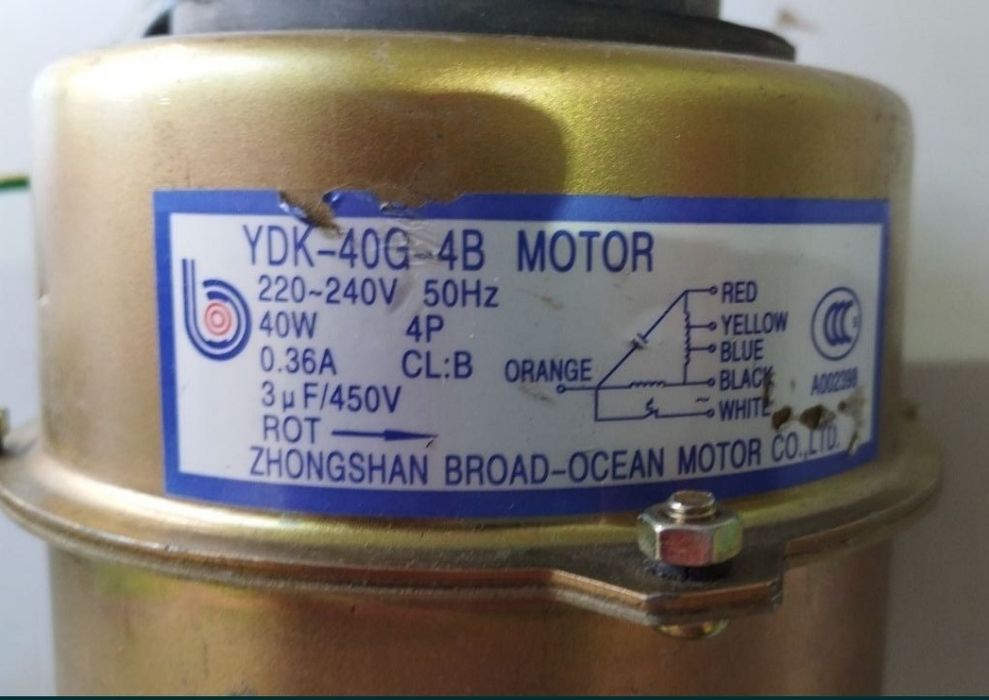 YDK-40G-4B MOTOR
220~240V 50Hz
40W 4P
0.36A CL:B
3μF/450V
ROT
ZHONGSHAN BROAD-OCEAN MOTOR CO.,LTD.
ORANGE
RED
YELLOW
BLUE
BLACK
~
WHITE
CCC